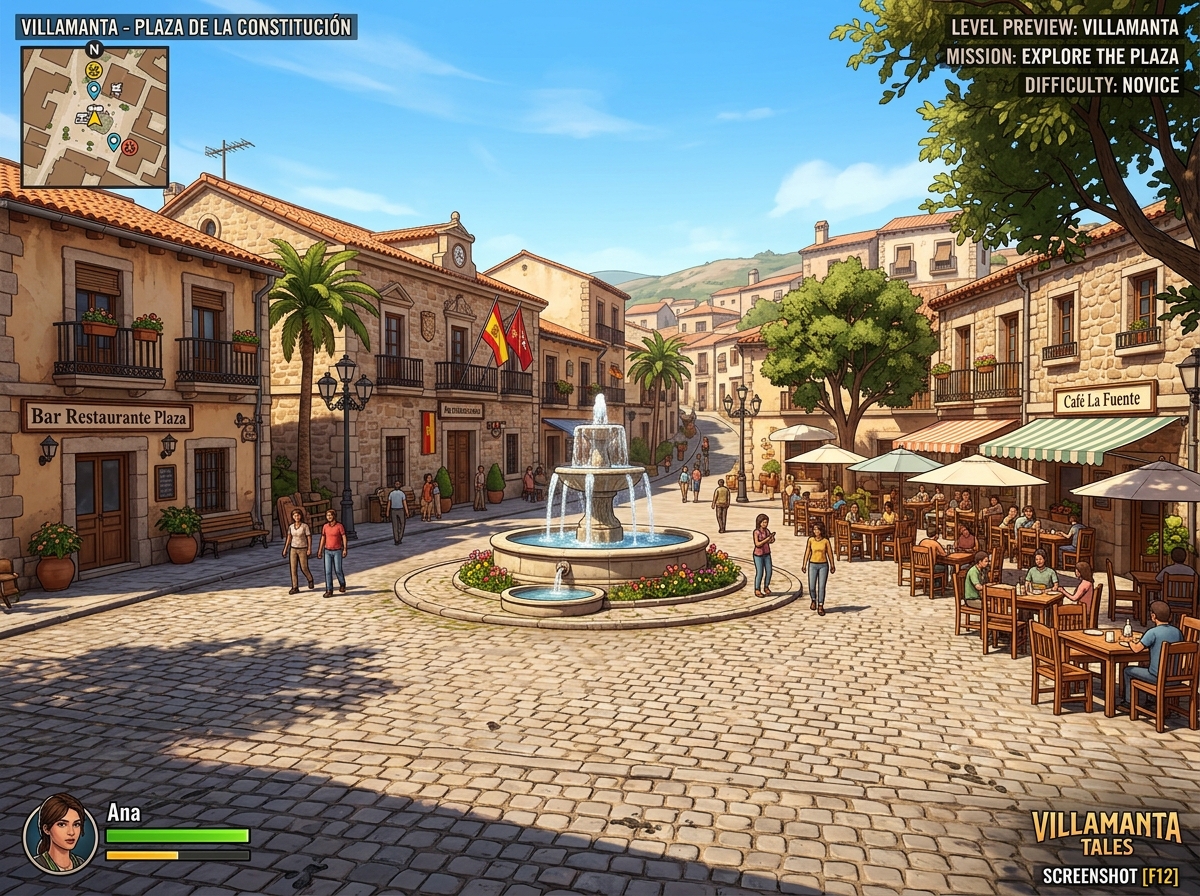 VILLAMANTA - PLAZA DE LA CONSTITUCIÓN
N
LEVEL PREVIEW: VILLAMANTA
MISSION: EXPLORE THE PLAZA
DIFFICULTY: NOVICE
Bar Restaurante Plaza
Café La Fuente
Ana
VILLAMANTA
TALES
SCREENSHOT [F12]